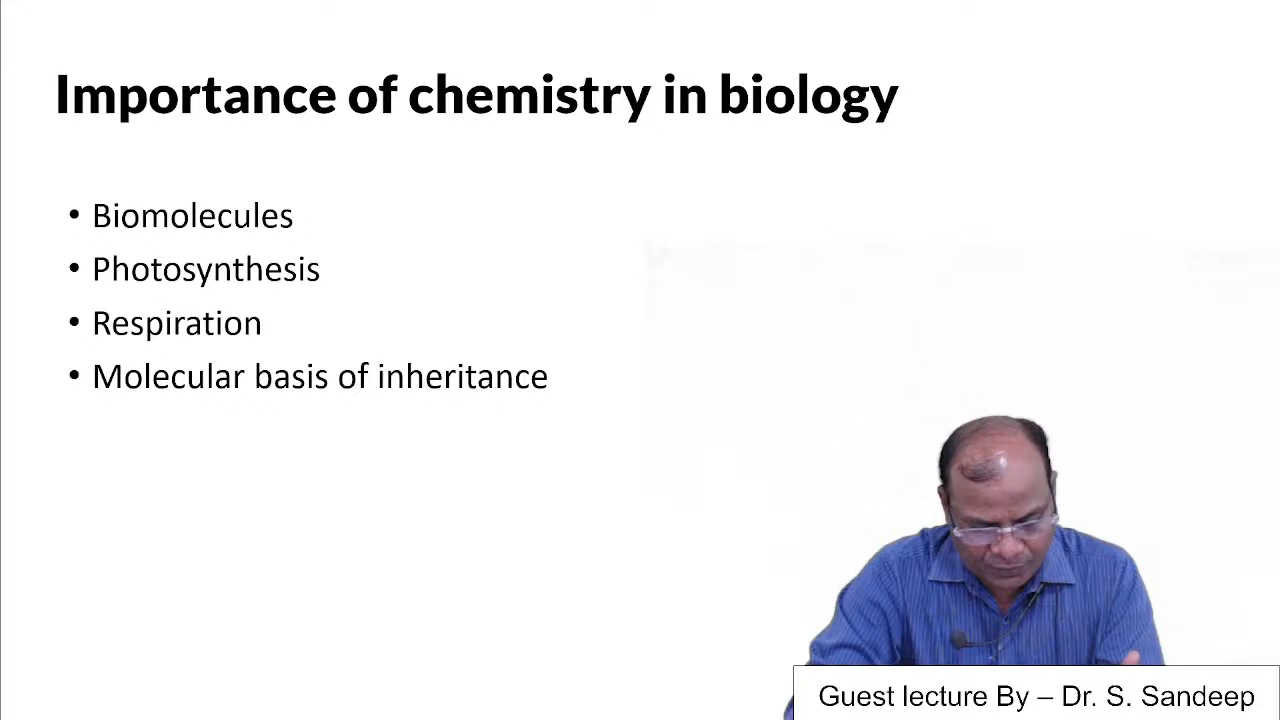 Importance of chemistry in biology
• Biomolecules
• Photosynthesis
• Respiration
• Molecular basis of inheritance
Guest lecture By – Dr. S. Sandeep